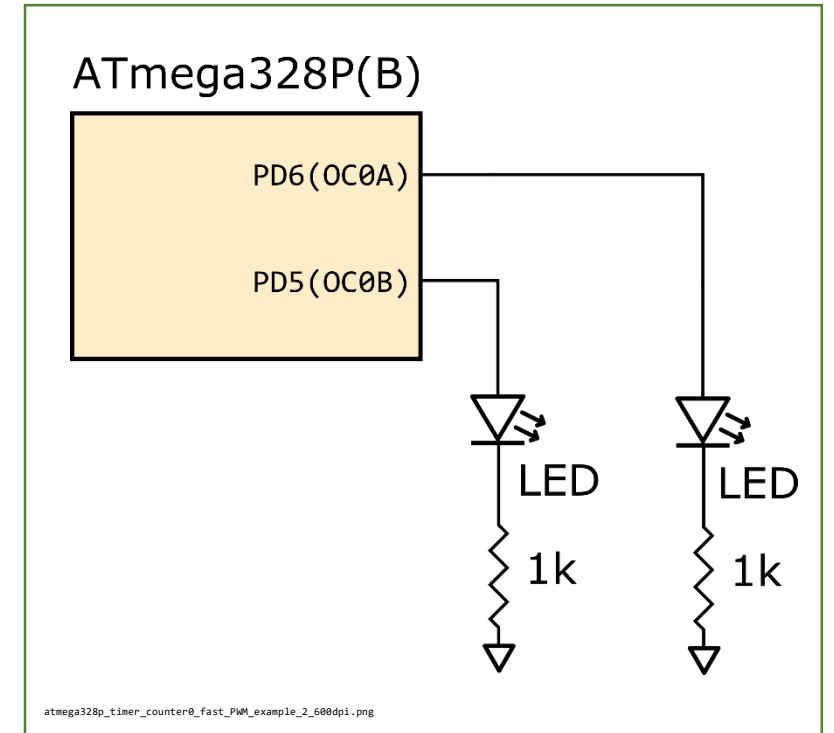 ATmega328P(B)
PD6(OC0A)
PD5(OC0B)
LED
LED
1k
1k
atmega328p_timer_counter0_fast_PWM_example_2_600dpi.png